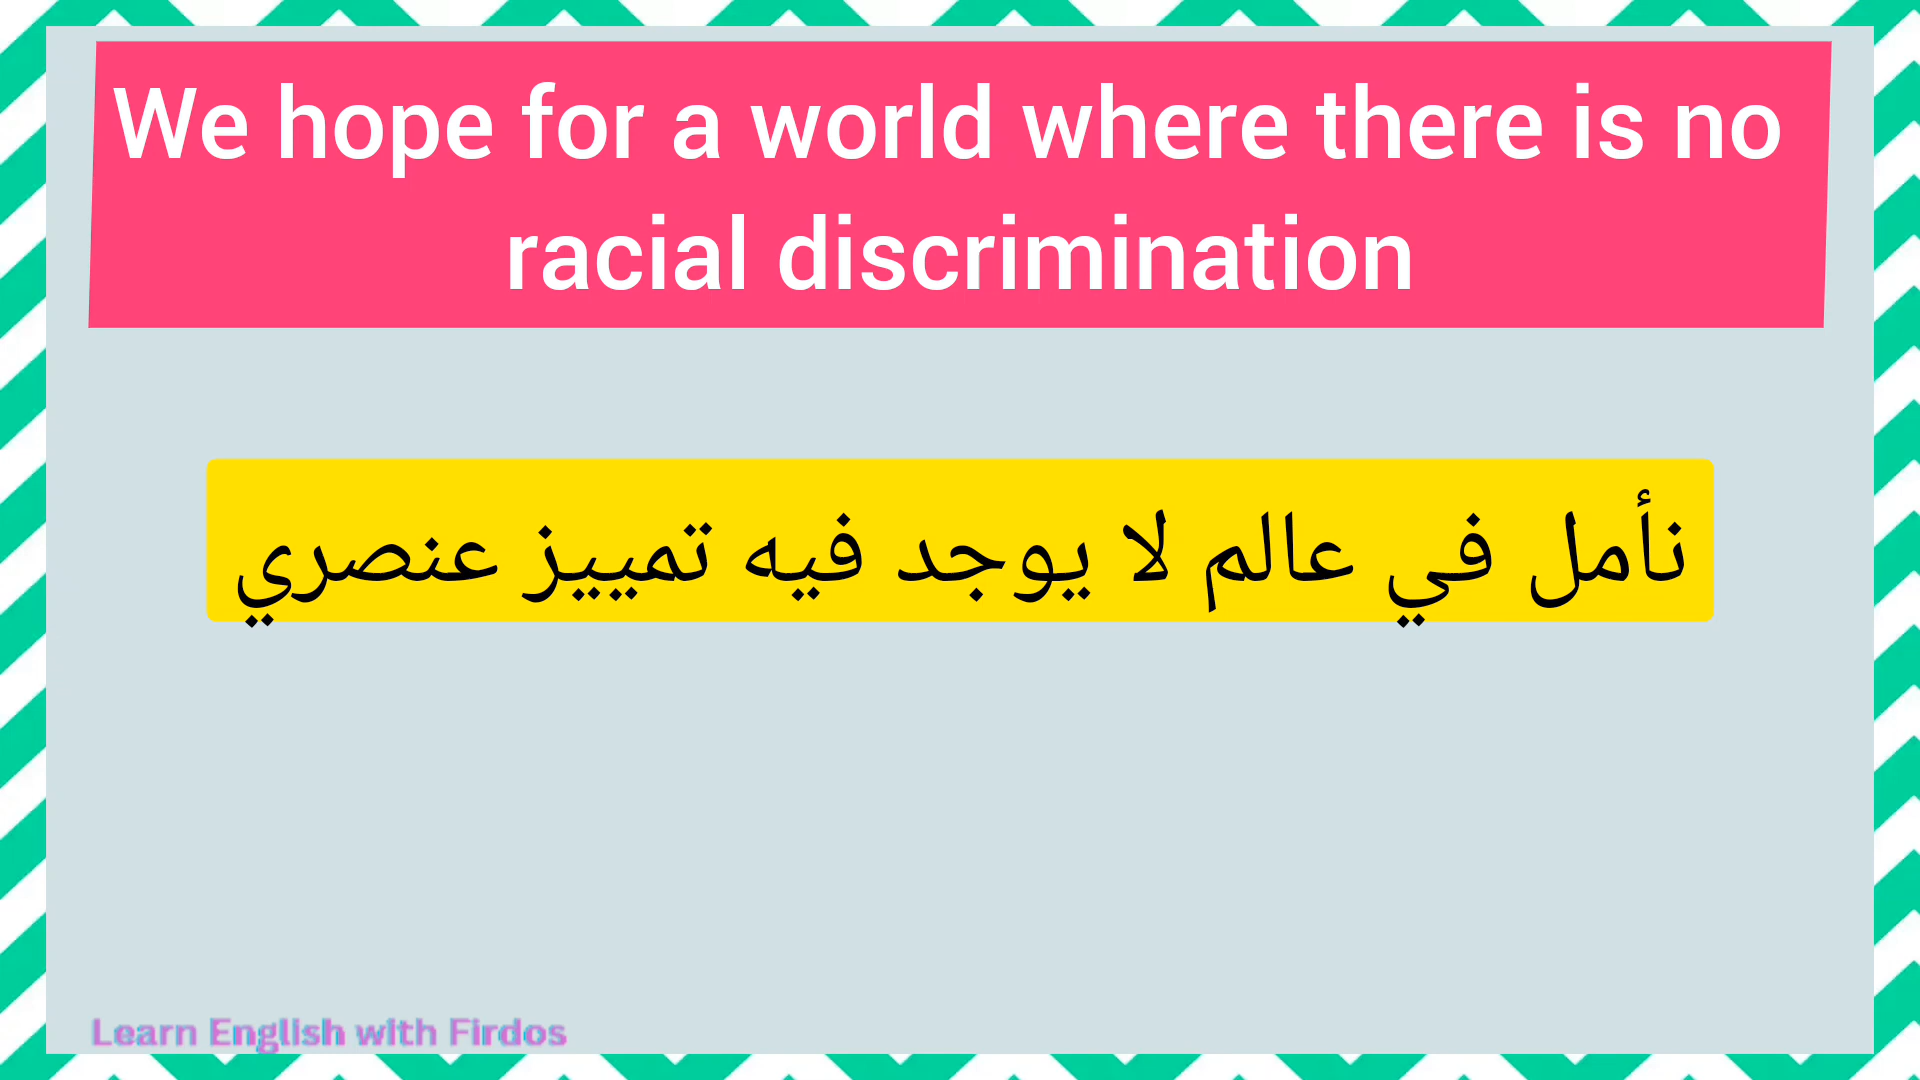 We hope for a world where there is no
racial discrimination
نأمل في عالم لا يوجد فيه تمييز عنصري
Learn English with Firdos